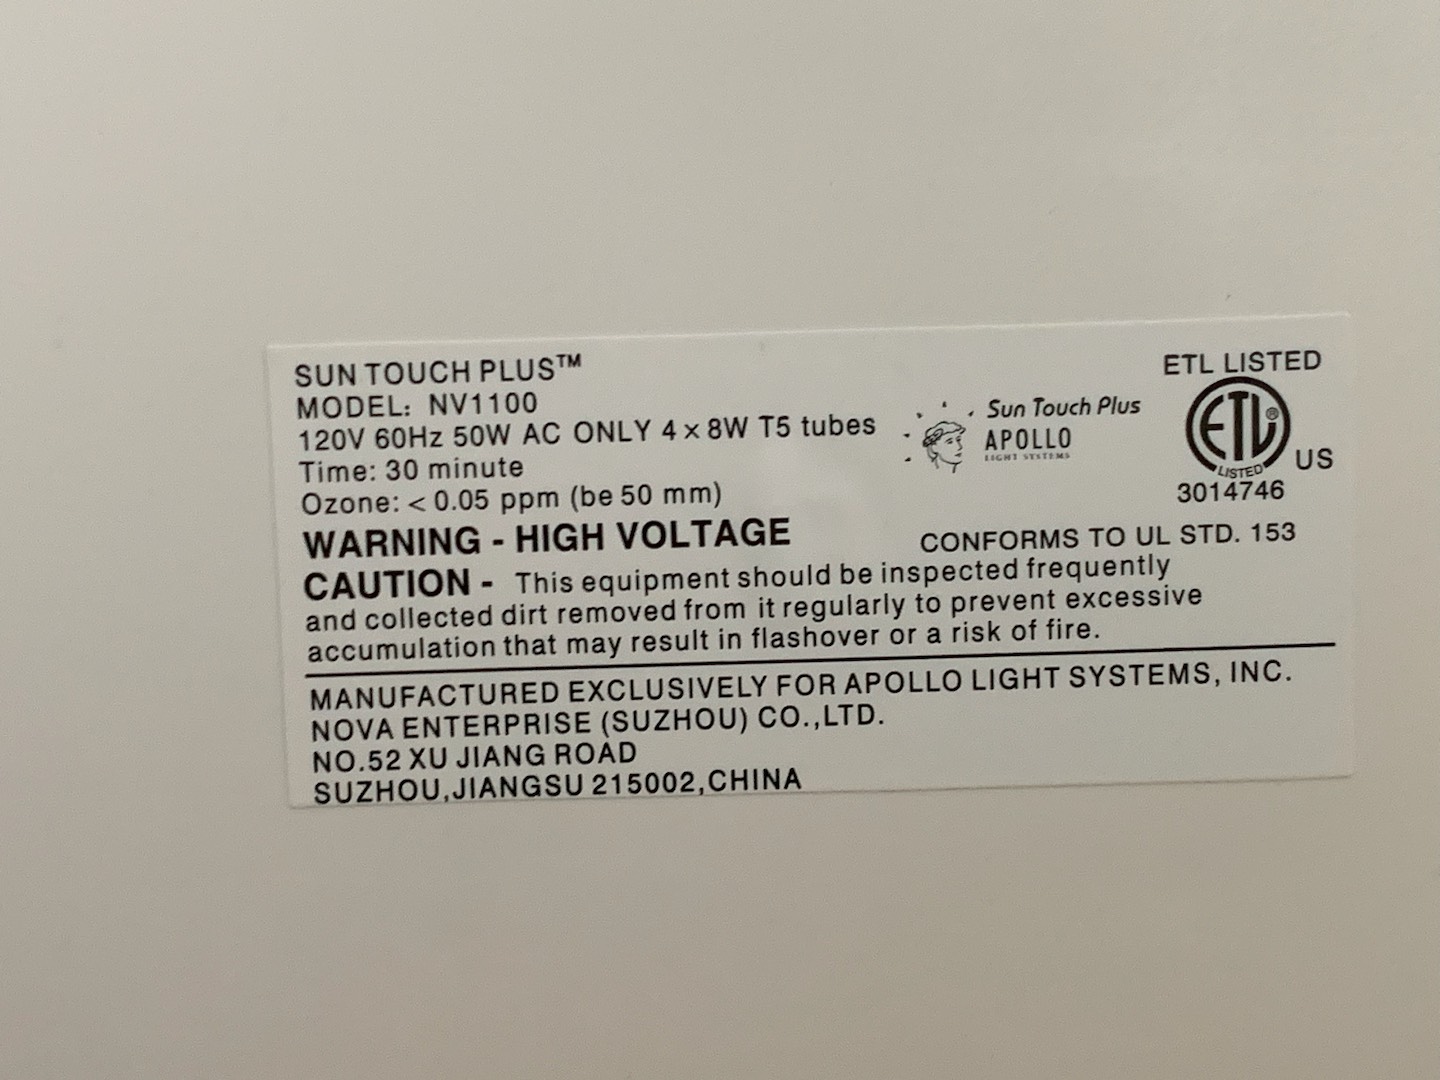 SUN TOUCH PLUS™
MODEL: NV1100
120V 60Hz 50W AC ONLY 4 × 8W T5 tubes
Time: 30 minute
Ozone: < 0.05 ppm (be 50 mm)
Sun Touch Plus
APOLLO
LIGHT SYSTEMS
ETL LISTED
ETL®
LISTED
US
3014746
WARNING - HIGH VOLTAGE
CONFORMS TO UL STD. 153
CAUTION - This equipment should be inspected frequently
and collected dirt removed from it regularly to prevent excessive
accumulation that may result in flashover or a risk of fire.
MANUFACTURED EXCLUSIVELY FOR APOLLO LIGHT SYSTEMS, INC.
NOVA ENTERPRISE (SUZHOU) CO.,LTD.
NO.52 XU JIANG ROAD
SUZHOU,JIANGSU 215002,CHINA